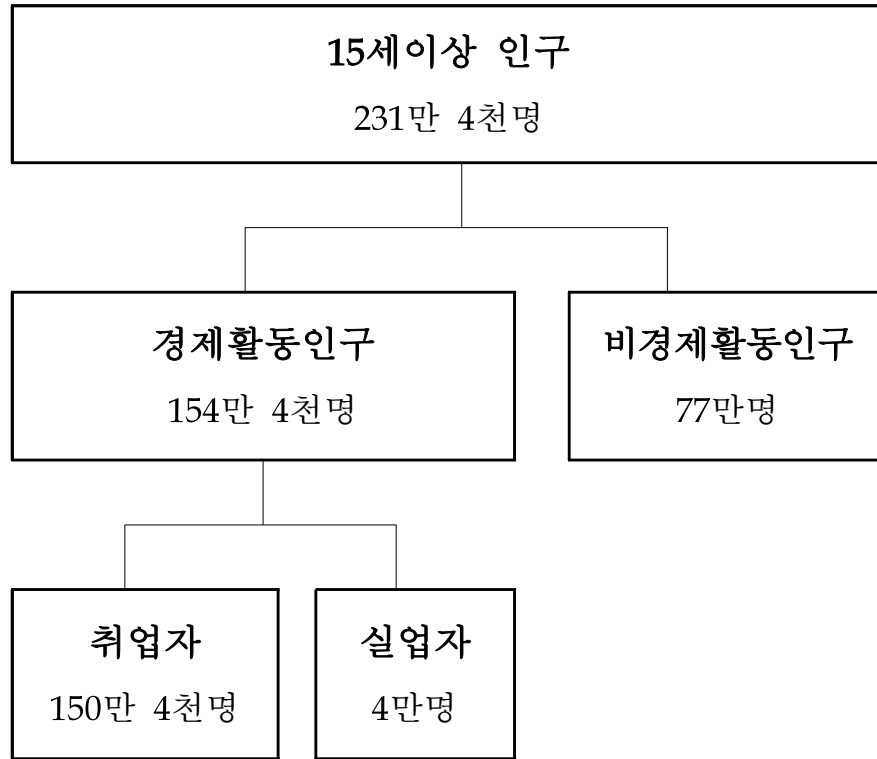 15세이상 인구
231만 4천명
경제활동인구
154만 4천명
비경제활동인구
77만명
취업자
150만 4천명
실업자
4만명